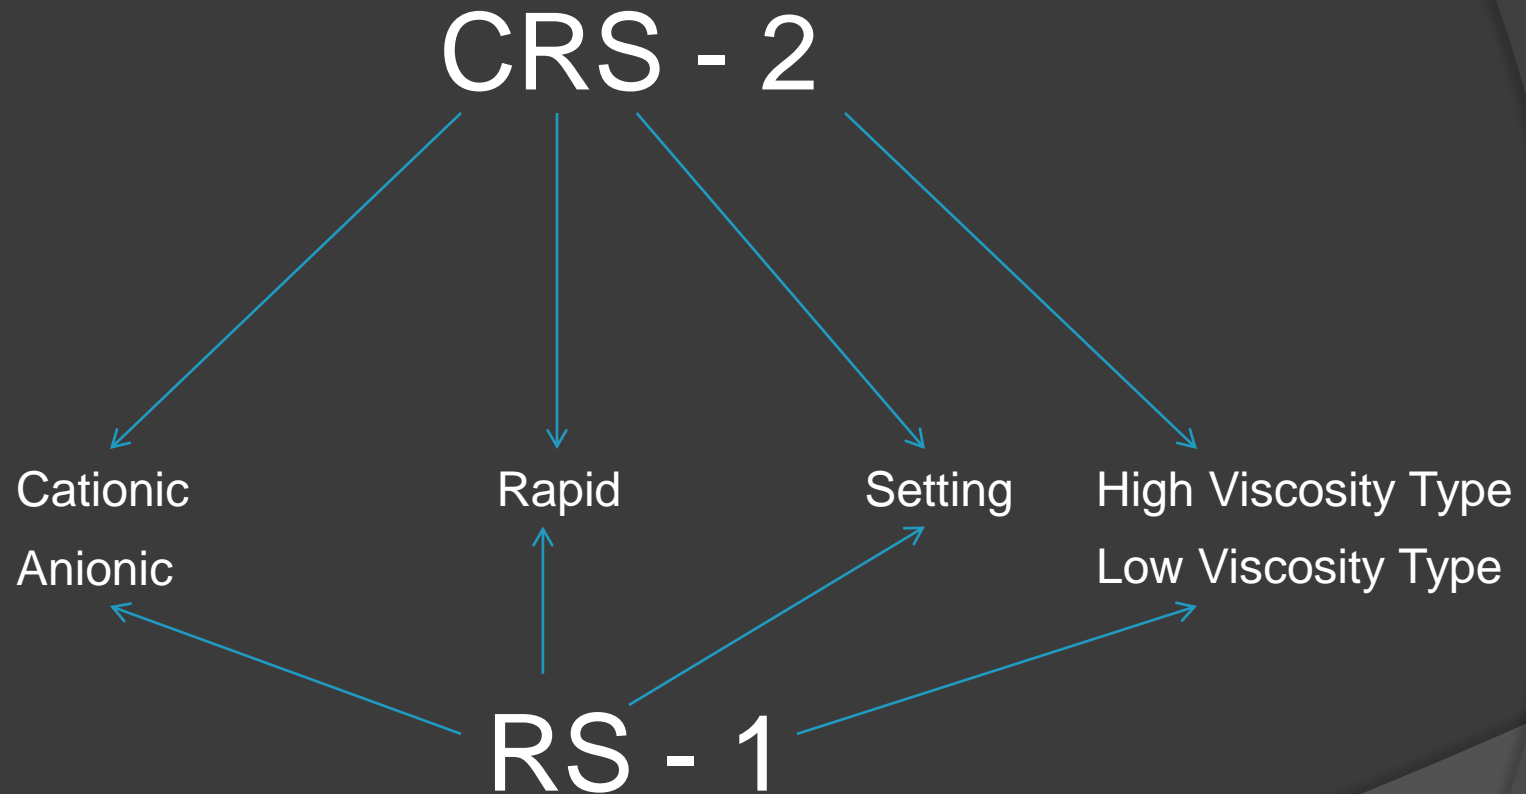 CRS - 2
Cationic Rapid Setting High Viscosity Type
Anionic Low Viscosity Type
RS - 1